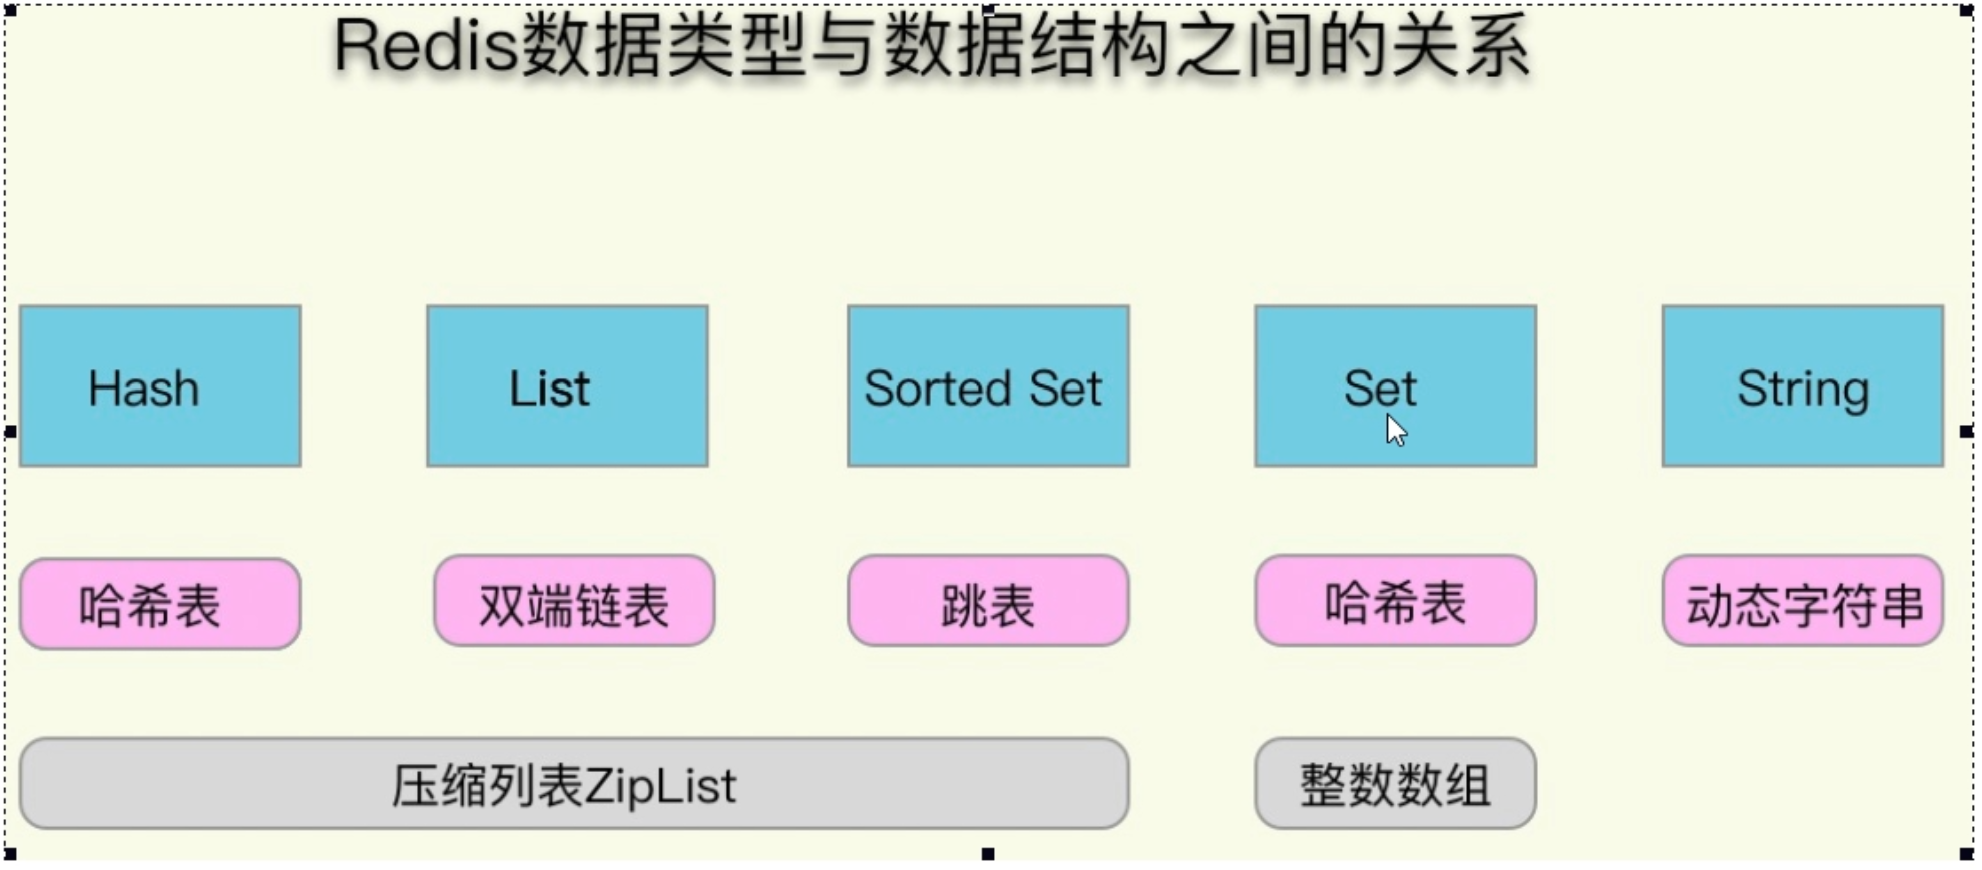 Redis数据类型与数据结构之间的关系
Hash
List
Sorted Set
Set
String
哈希表
双端链表
跳表
哈希表
动态字符串
压缩列表ZipList
整数数组